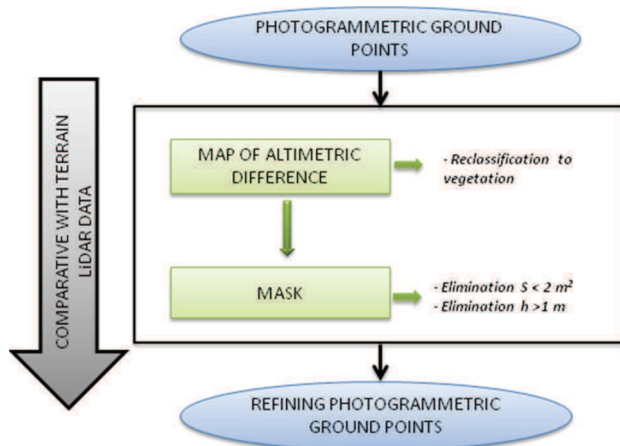 PHOTOGRAMMETRIC GROUND
POINTS
COMPARATIVE WITH TERRAIN
LiDAR DATA
MAP OF ALTIMETRIC
DIFFERENCE
- Reclassification to
vegetation
MASK
- Elimination S < 2 m²
- Elimination h >1 m
REFINING PHOTOGRAMMETRIC
GROUND POINTS